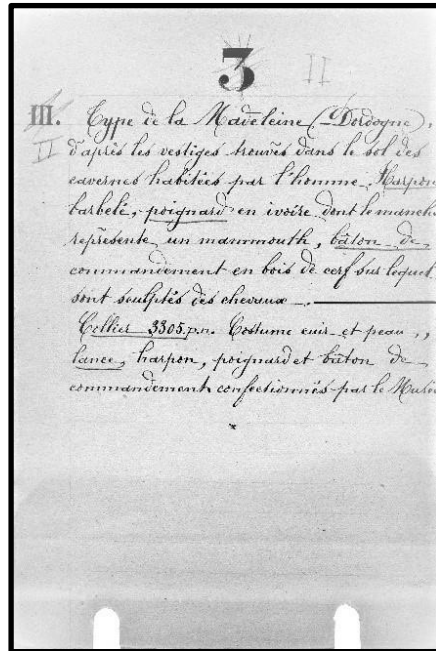 3 II
III. Type de la Madeleine (Dordogne),
II d'après les vestiges trouvés dans le sol des
cavernes habitées par l'homme. Harpon
barbelé, poignard en ivoire dont le manche
représente un mammouth, bâton de
commandement en bois de cerf sur lequel
sont sculptés des chevaux.
Collier 3305 p.n. Costume cuir et peau,
lance, harpon, poignard et bâton de
commandement confectionnés par le Musée